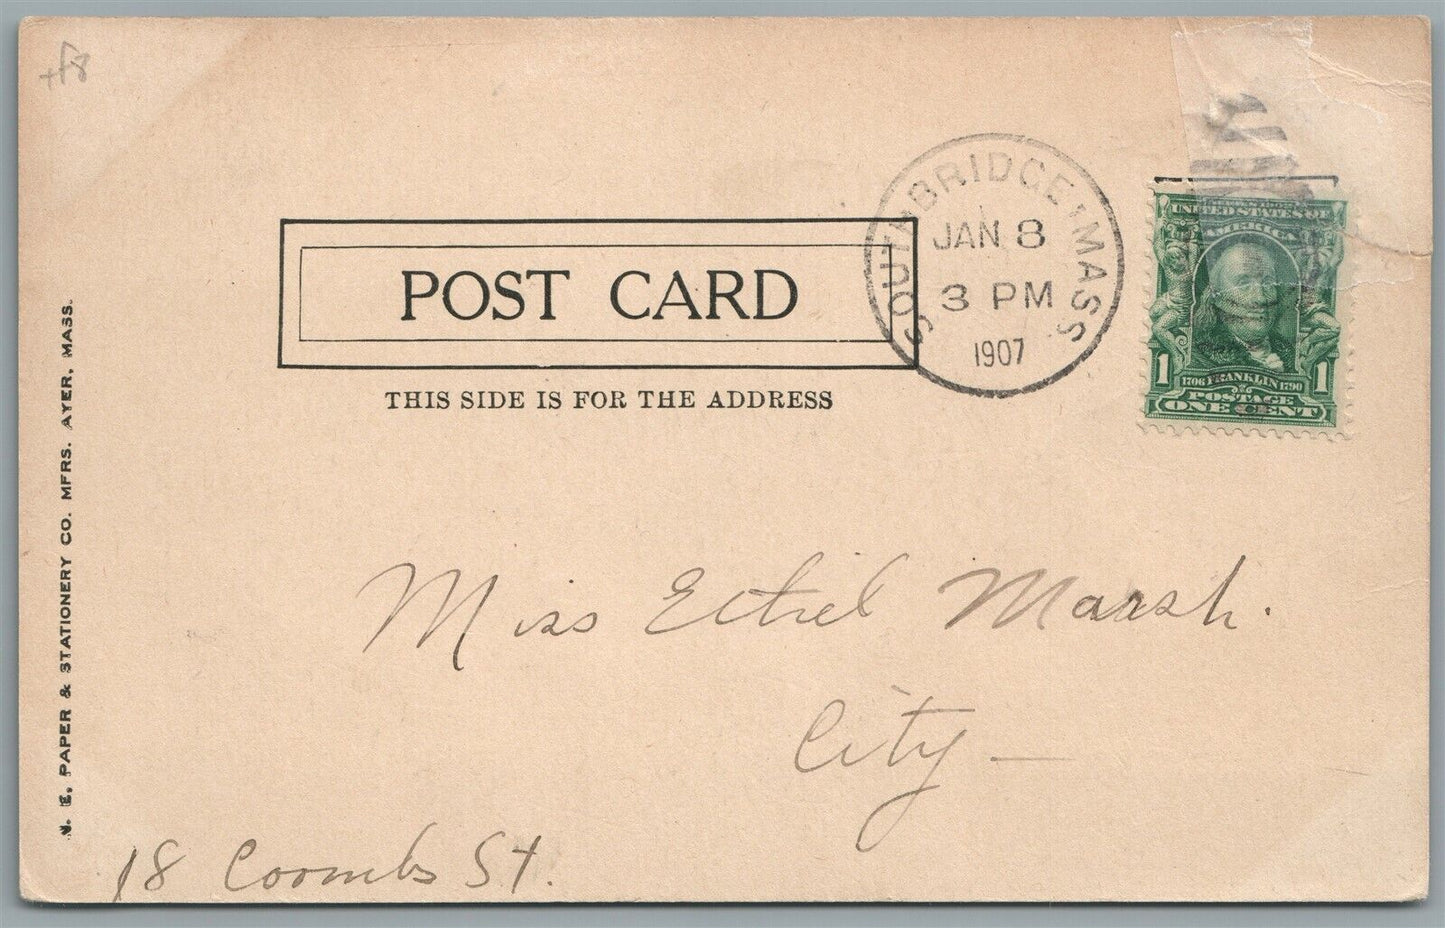 SOUTHBRIDGE, MASS
JAN 8
3 PM
1907
UNITED STATES OF
AMERICA
1 1706 FRANKLIN 1790 1
POSTAGE
ONE CENT
POST CARD
THIS SIDE IS FOR THE ADDRESS
N. E. PAPER & STATIONERY CO. MFRS. AYER, MASS.
Miss Ethel Marsh.
City —
18 Coombs St.